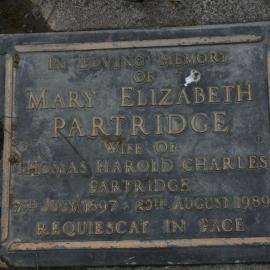 IN LOVING MEMORY
OF
MARY ELIZABETH
PARTRIDGE
WIFE OF
THOMAS HAROLD CHARLES
PARTRIDGE
JULY 1897 - AUGUST 1989
REQUIESCAT IN PACE